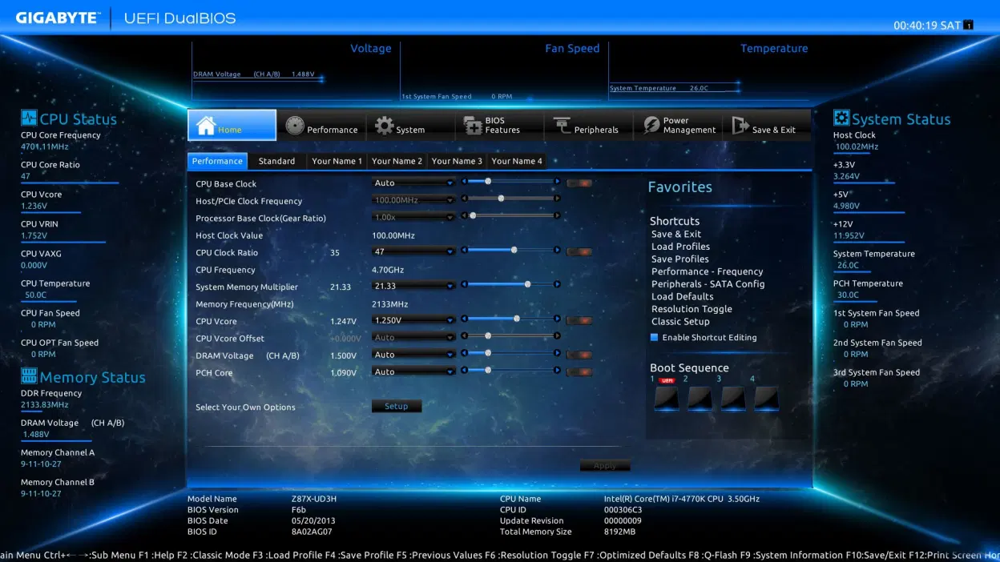 GIGABYTE™ UEFI DualBIOS
00:40:19 SAT 1
Voltage
DRAM Voltage (CH A/B) 1.488V
Fan Speed
1st System Fan Speed 0 RPM
Temperature
System Temperature 26.0C
CPU Status
CPU Core Frequency
4701.11MHz
CPU Core Ratio
47
CPU Vcore
1.236V
CPU VRIN
1.752V
CPU VAXG
0.000V
CPU Temperature
50.0C
CPU Fan Speed
0 RPM
CPU OPT Fan Speed
0 RPM
Memory Status
DDR Frequency
2133.83MHz
DRAM Voltage (CH A/B)
1.488V
Memory Channel A
9-11-10-27
Memory Channel B
9-11-10-27
Home
Performance
System
BIOS Features
Peripherals
Power Management
Save & Exit
Performance Standard Your Name 1 Your Name 2 Your Name 3 Your Name 4
CPU Base Clock Auto
Host/PCIe Clock Frequency 100.00MHz
Processor Base Clock(Gear Ratio) 1.00x
Host Clock Value 100.00MHz
CPU Clock Ratio 35 47
CPU Frequency 4.70GHz
System Memory Multiplier 21.33 21.33
Memory Frequency(MHz) 2133MHz
CPU Vcore 1.247V 1.250V
CPU Vcore Offset +0.000V Auto
DRAM Voltage (CH A/B) 1.500V Auto
PCH Core 1.090V Auto
Select Your Own Options Setup
Apply
Favorites
Shortcuts
Save & Exit
Load Profiles
Save Profiles
Performance - Frequency
Peripherals - SATA Config
Load Defaults
Resolution Toggle
Classic Setup
Enable Shortcut Editing
Boot Sequence
1 UEFI 2 3 4
System Status
Host Clock
100.02MHz
+3.3V
3.264V
+5V
4.980V
+12V
11.952V
System Temperature
26.0C
PCH Temperature
30.0C
1st System Fan Speed
0 RPM
2nd System Fan Speed
0 RPM
3rd System Fan Speed
0 RPM
Model Name Z87X-UD3H
BIOS Version F6b
BIOS Date 05/20/2013
BIOS ID 8A02AG07
CPU Name Intel(R) Core(TM) i7-4770K CPU 3.50GHz
CPU ID 000306C3
Update Revision 00000009
Total Memory Size 8192MB
ain Menu Ctrl+←→:Sub Menu F1 :Help F2 :Classic Mode F3 :Load Profile F4 :Save Profile F5 :Previous Values F6 :Resolution Toggle F7 :Optimized Defaults F8 :Q-Flash F9 :System Information F10:Save/Exit F12:Print Screen Hom